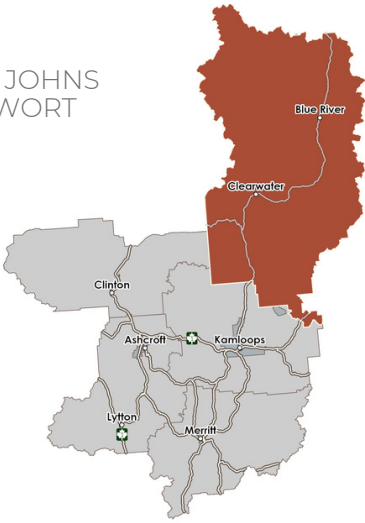 JOHNS
WORT
Blue River
Clearwater
Clinton
Ashcroft
Kamloops
Lytton
Merritt